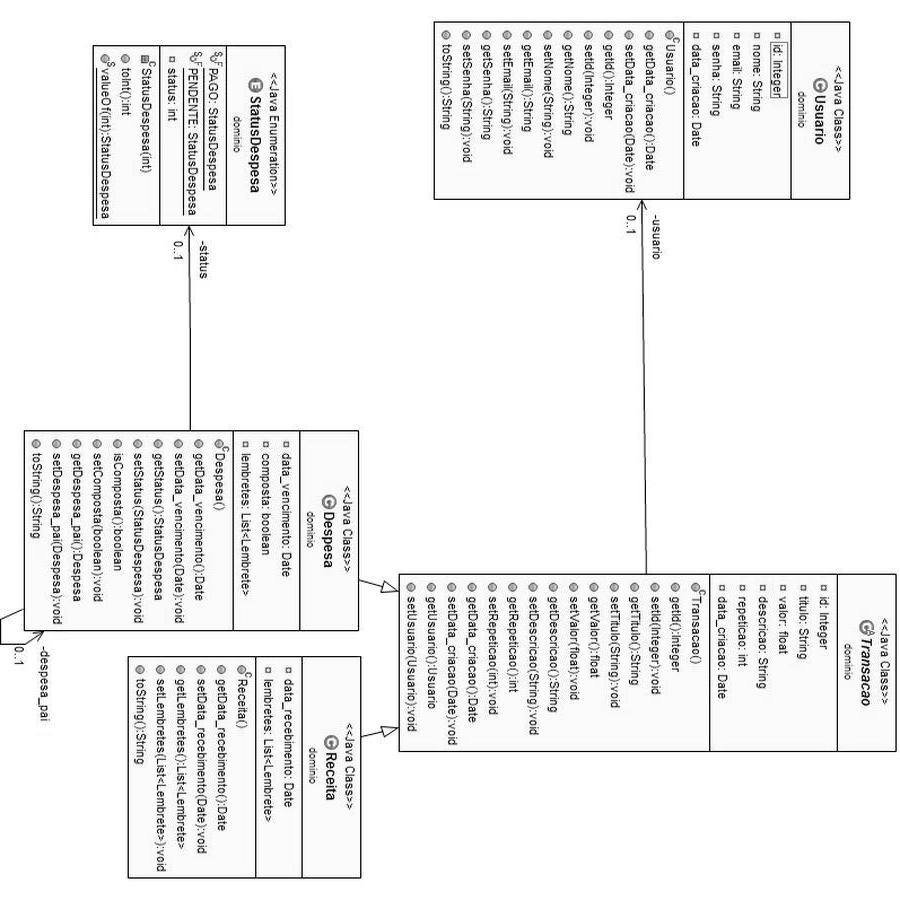 <<Java Class>>
Usuario
dominio
id: Integer
nome: String
email: String
senha: String
data_criacao: Date
Usuario()
getData_criacao():Date
setData_criacao(Date):void
getId():Integer
setId(Integer):void
getNome():String
setNome(String):void
setEmail(String):void
getEmail():String
getSenha():String
setSenha(String):void
toString():String
-usuario
0..1
<<Java Class>>
Transacao
dominio
id: Integer
titulo: String
valor: float
descricao: String
repeticao: int
data_criacao: Date
Transacao()
getId():Integer
setId(Integer):void
getTitulo():String
setTitulo(String):void
getValor():float
setValor(float):void
getDescricao():String
setDescricao(String):void
getRepeticao():int
setRepeticao(int):void
getData_criacao():Date
setData_criacao(Date):void
getUsuario():Usuario
setUsuario(Usuario):void
<<Java Enumeration>>
StatusDespesa
dominio
PAGO: StatusDespesa
PENDENTE: StatusDespesa
status: int
StatusDespesa(int)
toInt():int
valueOf(int):StatusDespesa
-status
0..1
<<Java Class>>
Despesa
dominio
data_vencimento: Date
composta: boolean
lembretes: List<Lembrete>
Despesa()
getData_vencimento():Date
setData_vencimento(Date):void
getStatus():StatusDespesa
setStatus(StatusDespesa):void
isComposta():boolean
setComposta(boolean):void
getDespesa_pai():Despesa
setDespesa_pai(Despesa):void
toString():String
-despesa_pai
0..1
<<Java Class>>
Receita
dominio
data_recebimento: Date
lembretes: List<Lembrete>
Receita()
getData_recebimento():Date
setData_recebimento(Date):void
getLembretes():List<Lembrete>
setLembretes(List<Lembrete>):void
toString():String